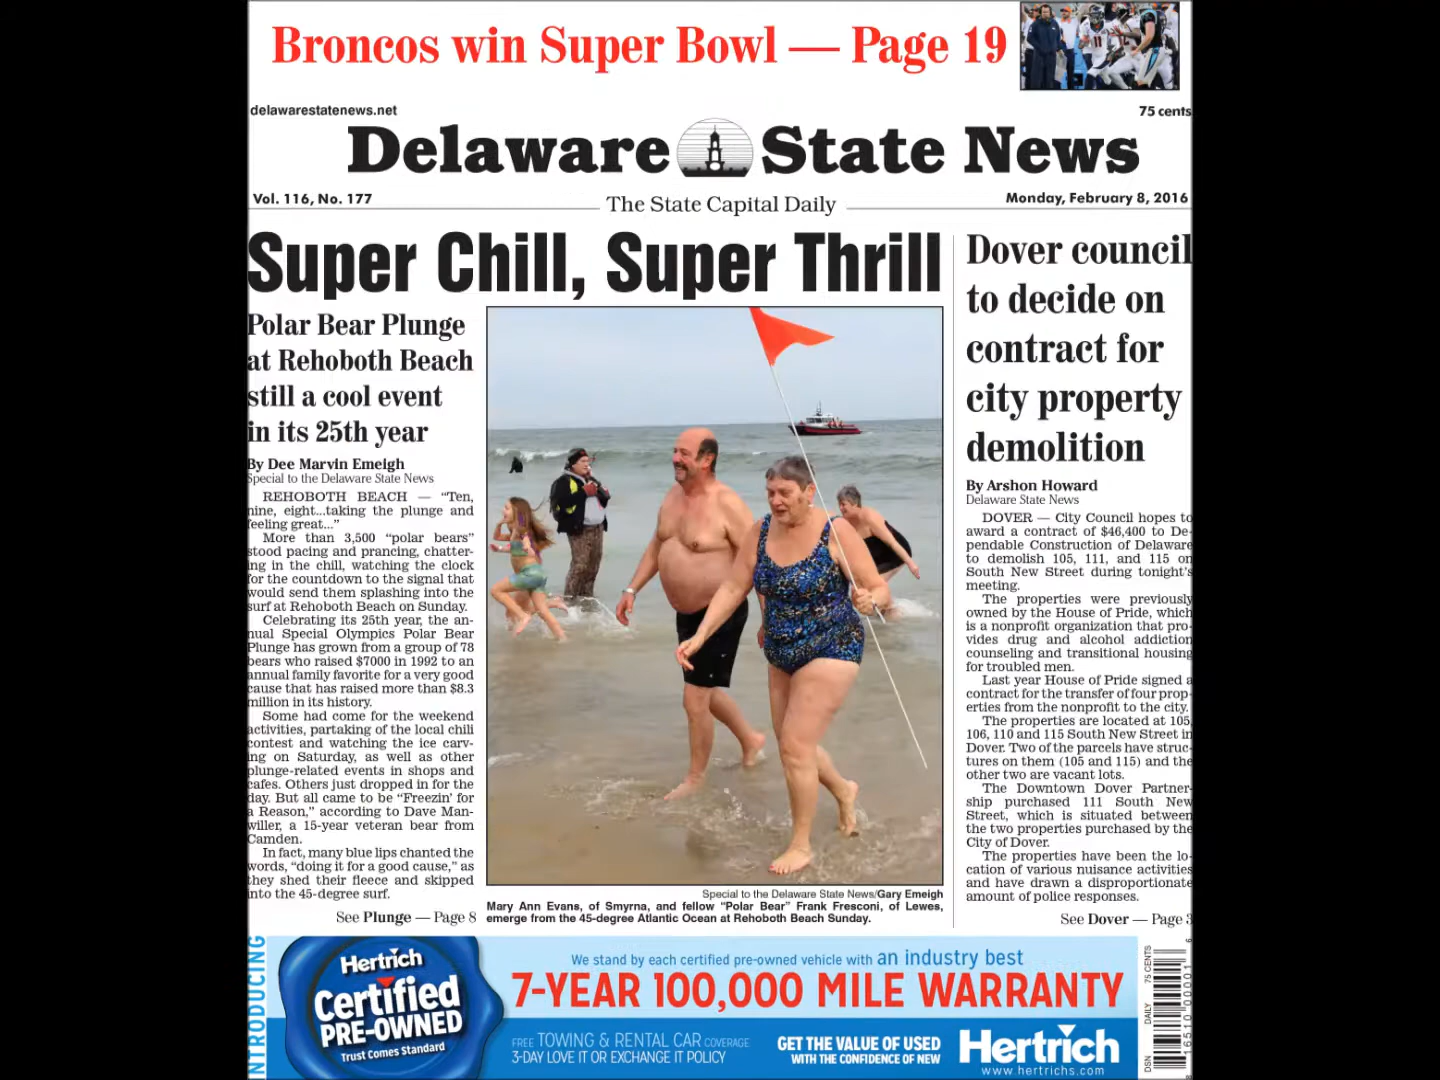 Broncos win Super Bowl — Page 19
delawarestatenews.net
75 cents
Delaware State News
Vol. 116, No. 177
The State Capital Daily
Monday, February 8, 2016
Super Chill, Super Thrill
Polar Bear Plunge
at Rehoboth Beach
still a cool event
in its 25th year
By Dee Marvin Emeigh
Special to the Delaware State News
REHOBOTH BEACH — “Ten,
nine, eight...taking the plunge and
feeling great...”
More than 3,500 “polar bears”
stood pacing and prancing, chatter-
ing in the chill, watching the clock
for the countdown to the signal that
would send them splashing into the
surf at Rehoboth Beach on Sunday.
Celebrating its 25th year, the an-
nual Special Olympics Polar Bear
Plunge has grown from a group of 78
bears who raised $7000 in 1992 to an
annual family favorite for a very good
cause that has raised more than $8.3
million in its history.
Some had come for the weekend
activities, partaking of the local chili
contest and watching the ice carv-
ing on Saturday, as well as other
plunge-related events in shops and
cafes. Others just dropped in for the
day. But all came to be “Freezin’ for
a Reason,” according to Dave Man-
willer, a 15-year veteran bear from
Camden.
In fact, many blue lips chanted the
words, “doing it for a good cause,” as
they shed their fleece and skipped
into the 45-degree surf.
See Plunge — Page 8
Special to the Delaware State News/Gary Emeigh
Mary Ann Evans, of Smyrna, and fellow “Polar Bear” Frank Fresconi, of Lewes,
emerge from the 45-degree Atlantic Ocean at Rehoboth Beach Sunday.
Dover council
to decide on
contract for
city property
demolition
By Arshon Howard
Delaware State News
DOVER — City Council hopes to
award a contract of $46,400 to De-
pendable Construction of Delaware
to demolish 105, 111, and 115 on
South New Street during tonight’s
meeting.
The properties were previously
owned by the House of Pride, which
is a nonprofit organization that pro-
vides drug and alcohol addiction
counseling and transitional housing
for troubled men.
Last year House of Pride signed a
contract for the transfer of four prop-
erties from the nonprofit to the city.
The properties are located at 105,
106, 110 and 115 South New Street in
Dover. Two of the parcels have struc-
tures on them (105 and 115) and the
other two are vacant lots.
The Downtown Dover Partner-
ship purchased 111 South New
Street, which is situated between
the two properties purchased by the
City of Dover.
The properties have been the lo-
cation of various nuisance activities
and have drawn a disproportionate
amount of police responses.
See Dover — Page 3
INTRODUCING
Hertrich
Certified
PRE-OWNED
Trust Comes Standard
We stand by each certified pre-owned vehicle with an industry best
7-YEAR 100,000 MILE WARRANTY
FREE TOWING & RENTAL CAR COVERAGE
3-DAY LOVE IT OR EXCHANGE IT POLICY
GET THE VALUE OF USED
WITH THE CONFIDENCE OF NEW
Hertrich
www.hertrichs.com
DSN DAILY 75 CENTS